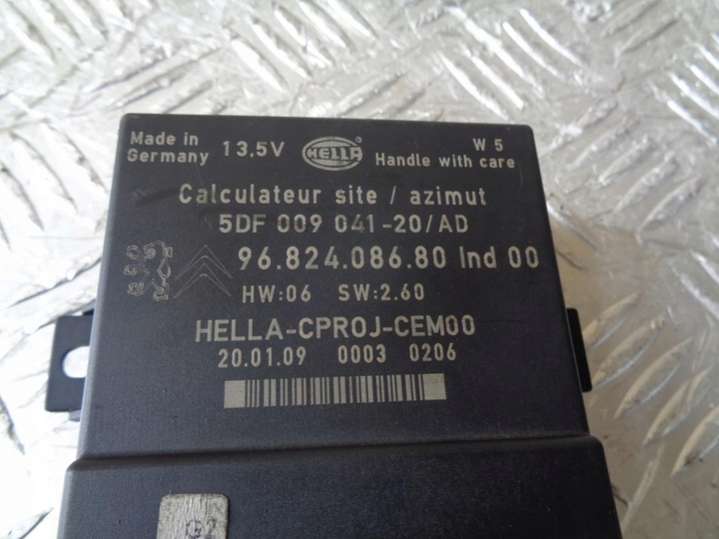 Made in Germany 13,5V HELLA W 5
Handle with care
Calculateur site / azimut
5DF 009 041-20/AD
96.824.086.80 Ind 00
HW:06 SW:2.60
HELLA-CPROJ-CEM00
20.01.09 0003 0206